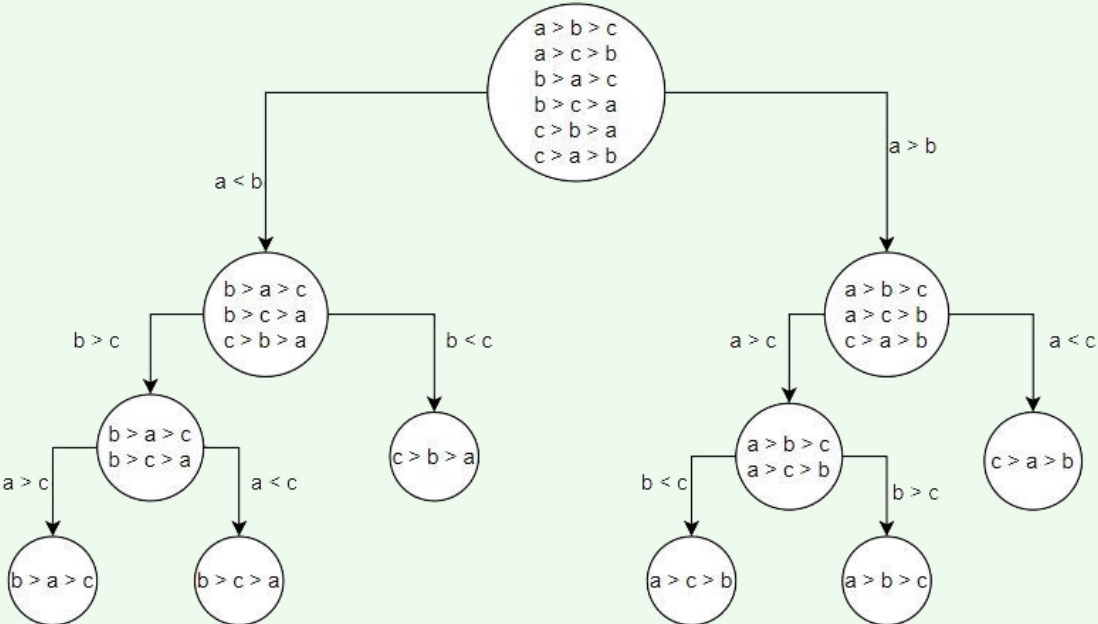 a > b > c
a > c > b
b > a > c
b > c > a
c > b > a
c > a > b
a < b
a > b
b > a > c
b > c > a
c > b > a
a > b > c
a > c > b
c > a > b
b > c
b < c
a > c
a < c
b > a > c
b > c > a
c > b > a
a > b > c
a > c > b
c > a > b
a > c
a < c
b < c
b > c
b > a > c
b > c > a
a > c > b
a > b > c